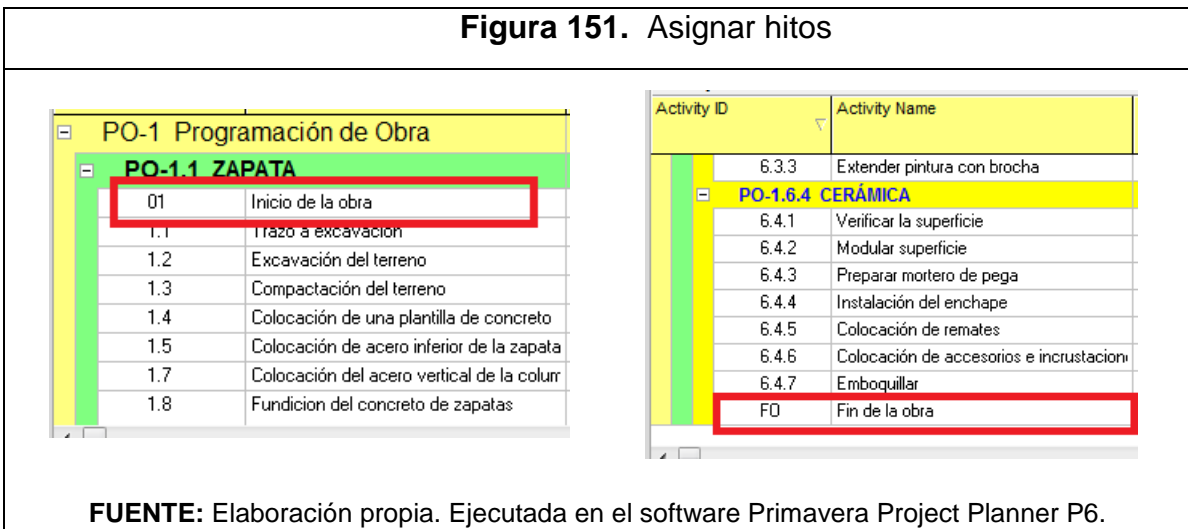 Figura 151. Asignar hitos
PO-1 Programación de Obra
PO-1.1 ZAPATA
01 Inicio de la obra
1.1 Trazo a excavación
1.2 Excavación del terreno
1.3 Compactación del terreno
1.4 Colocación de una plantilla de concreto
1.5 Colocación de acero inferior de la zapata
1.7 Colocación del acero vertical de la colum
1.8 Fundicion del concreto de zapatas
Activity ID Activity Name
6.3.3 Extender pintura con brocha
PO-1.6.4 CERÁMICA
6.4.1 Verificar la superficie
6.4.2 Modular superficie
6.4.3 Preparar mortero de pega
6.4.4 Instalación del enchape
6.4.5 Colocación de remates
6.4.6 Colocación de accesorios e incrustacion
6.4.7 Emboquillar
FO Fin de la obra
FUENTE: Elaboración propia. Ejecutada en el software Primavera Project Planner P6.